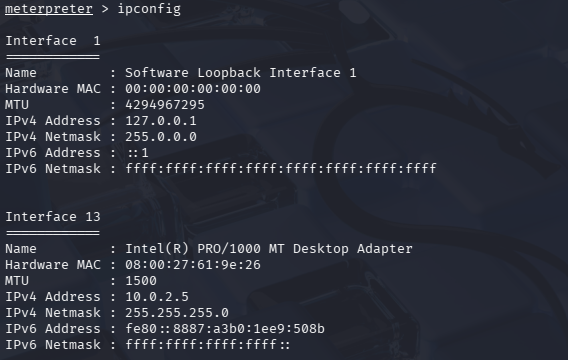 meterpreter > ipconfig
Interface  1
============
Name         : Software Loopback Interface 1
Hardware MAC : 00:00:00:00:00:00
MTU          : 4294967295
IPv4 Address : 127.0.0.1
IPv4 Netmask : 255.0.0.0
IPv6 Address : ::1
IPv6 Netmask : ffff:ffff:ffff:ffff:ffff:ffff:ffff:ffff
Interface 13
============
Name         : Intel(R) PRO/1000 MT Desktop Adapter
Hardware MAC : 08:00:27:61:9e:26
MTU          : 1500
IPv4 Address : 10.0.2.5
IPv4 Netmask : 255.255.255.0
IPv6 Address : fe80::8887:a3b0:1ee9:508b
IPv6 Netmask : ffff:ffff:ffff:ffff::